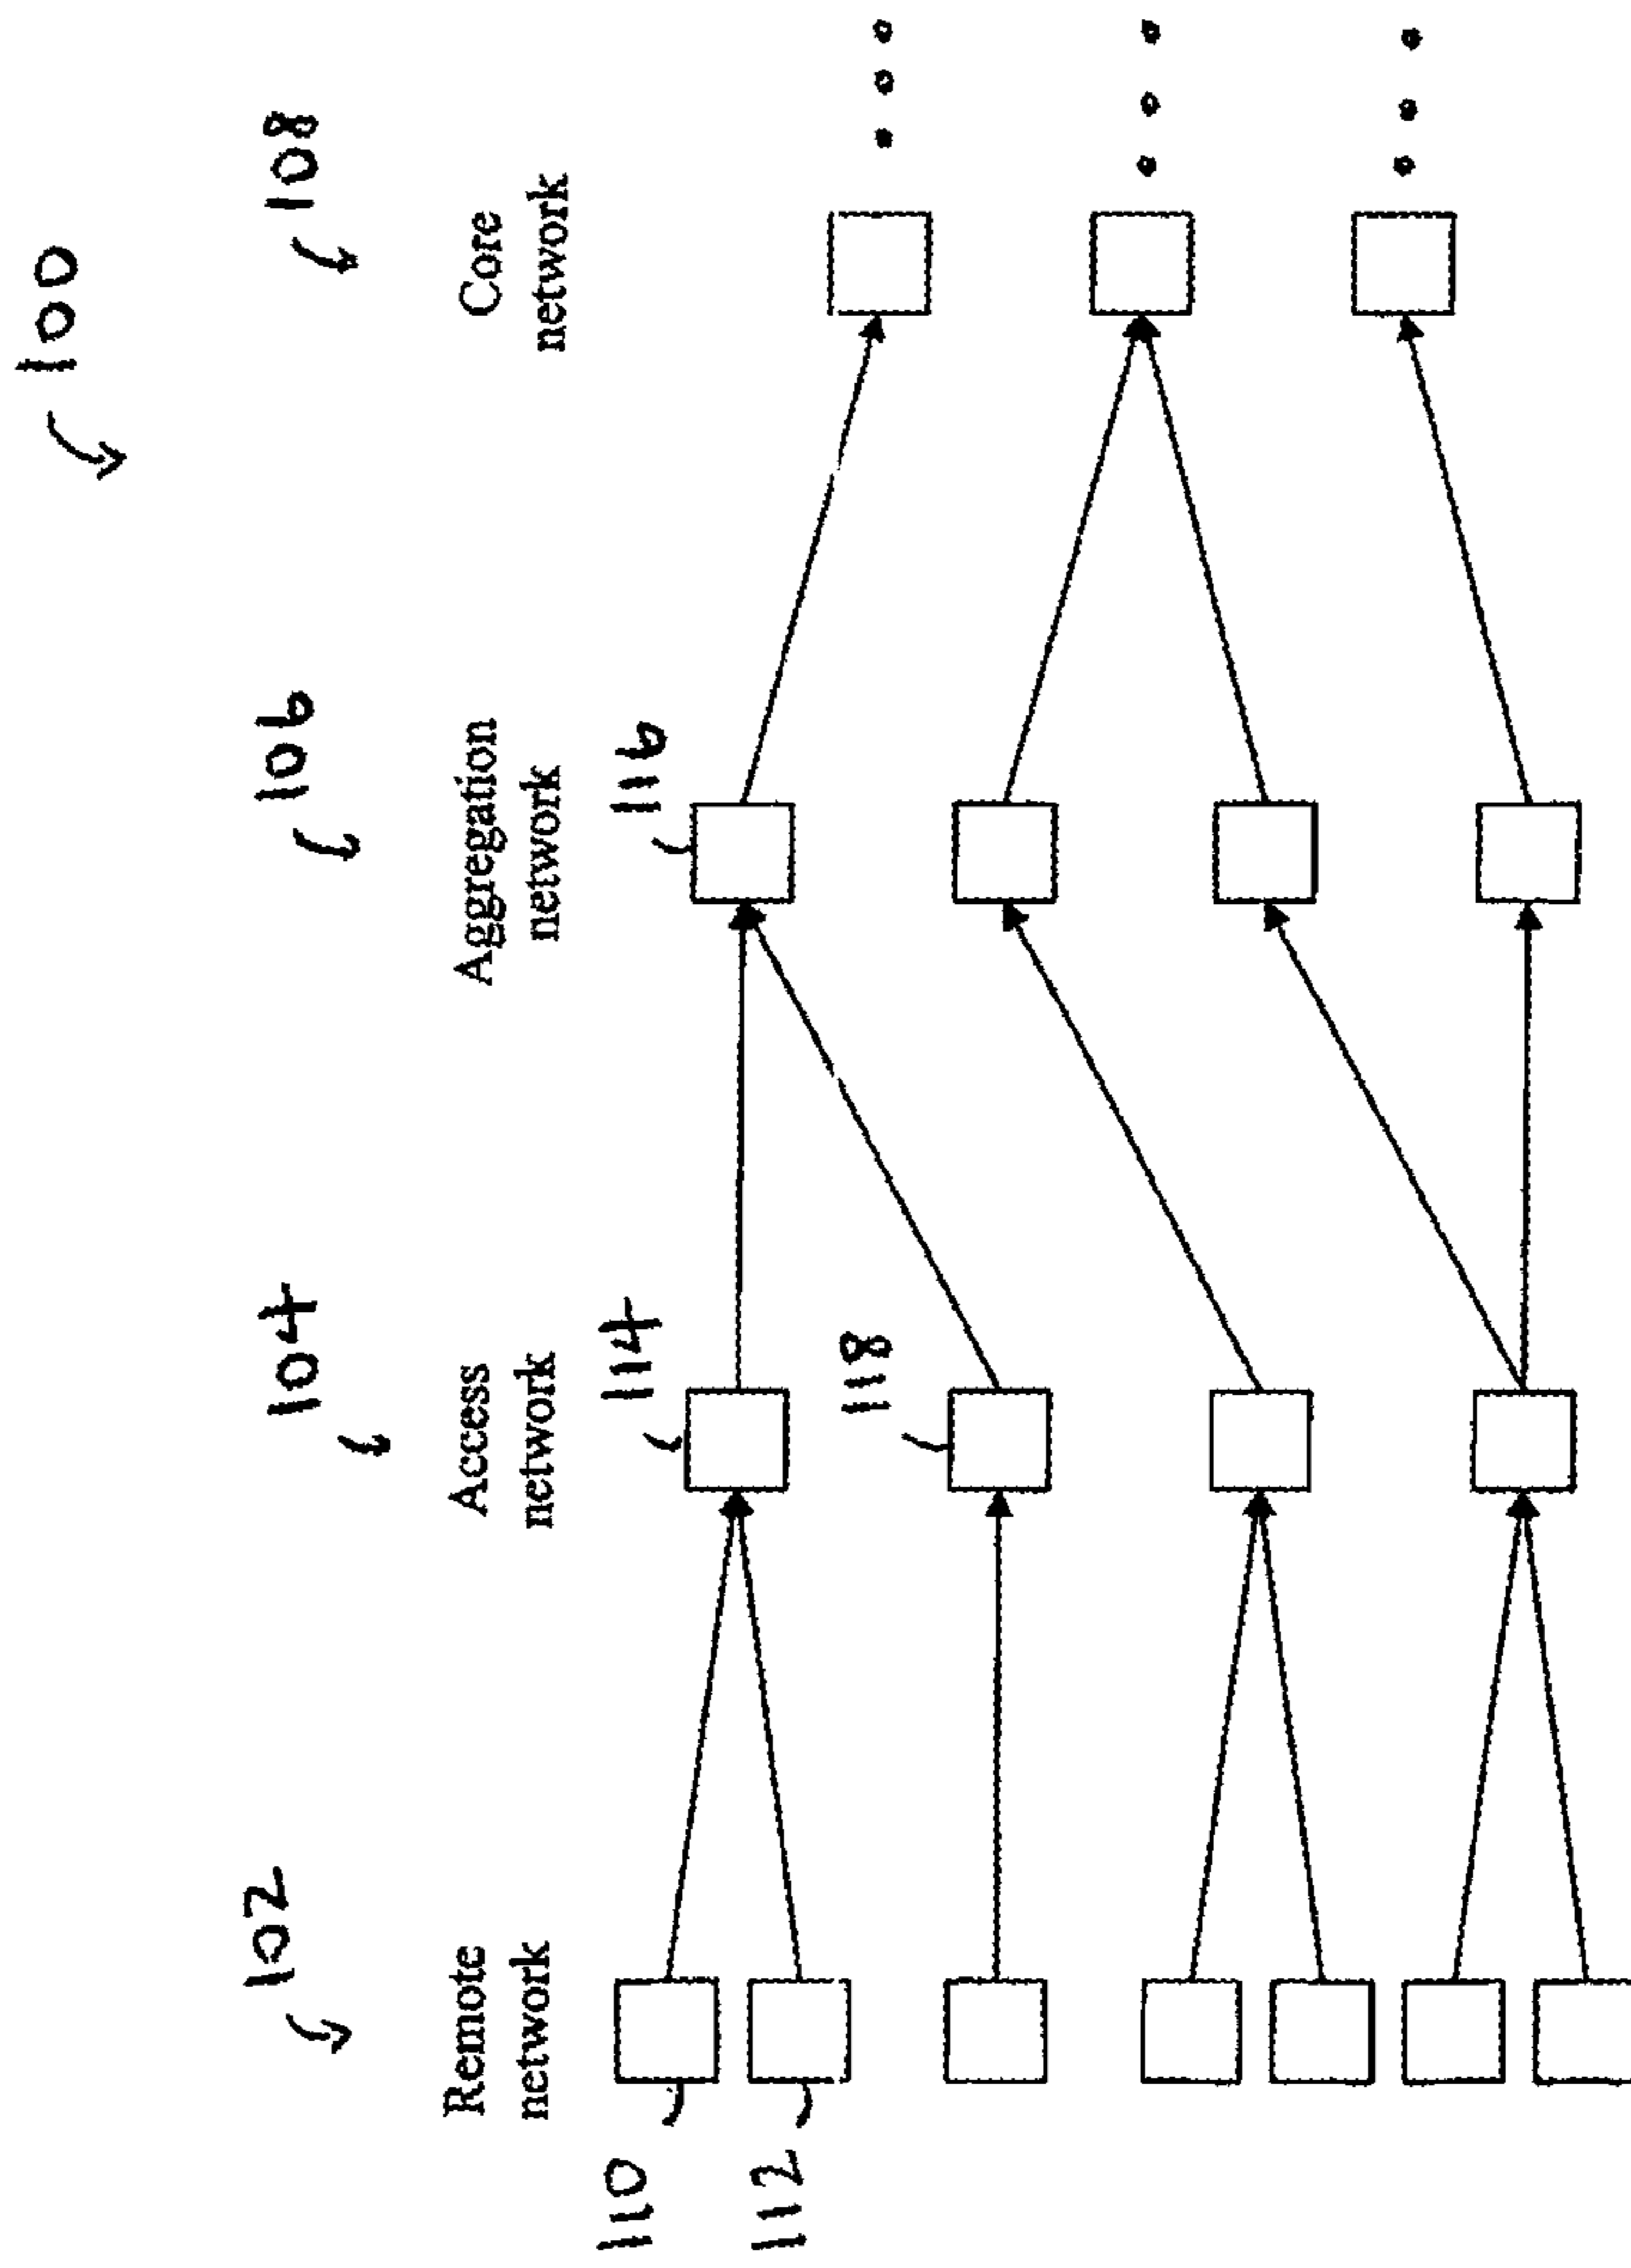 100
102
104
106
108
Remote
network
Access
network
Aggregation
network
Core
network
110
114
116
112
118